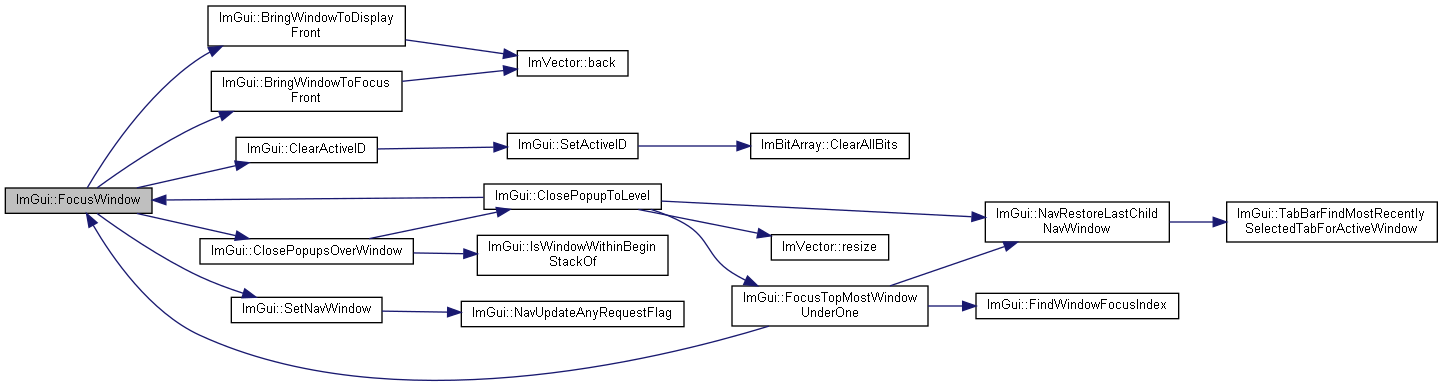 ImGui::BringWindowToDisplay
Front
ImVector::back
ImGui::BringWindowToFocus
Front
ImGui::ClearActiveID
ImGui::SetActiveID
ImBitArray::ClearAllBits
ImGui::FocusWindow
ImGui::ClosePopupToLevel
ImGui::NavRestoreLastChild
NavWindow
ImGui::TabBarFindMostRecently
SelectedTabForActiveWindow
ImGui::ClosePopupsOverWindow
ImGui::IsWindowWithinBegin
StackOf
ImVector::resize
ImGui::FocusTopMostWindow
UnderOne
ImGui::FindWindowFocusIndex
ImGui::SetNavWindow
ImGui::NavUpdateAnyRequestFlag